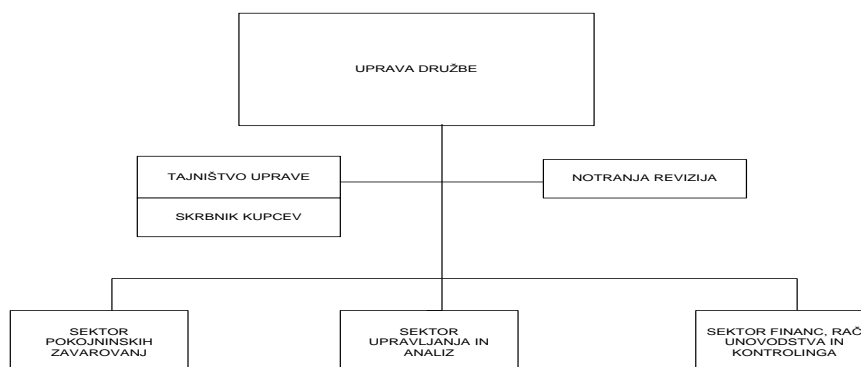 UPRAVA DRUŽBE
TAJNIŠTVO UPRAVE
NOTRANJA REVIZIJA
SKRBNIK KUPCEV
SEKTOR
POKOJNINSKIH
ZAVAROVANJ
SEKTOR
UPRAVLJANJA IN
ANALIZ
SEKTOR FINANC, RAČ
UNOVODSTVA IN
KONTROLINGA